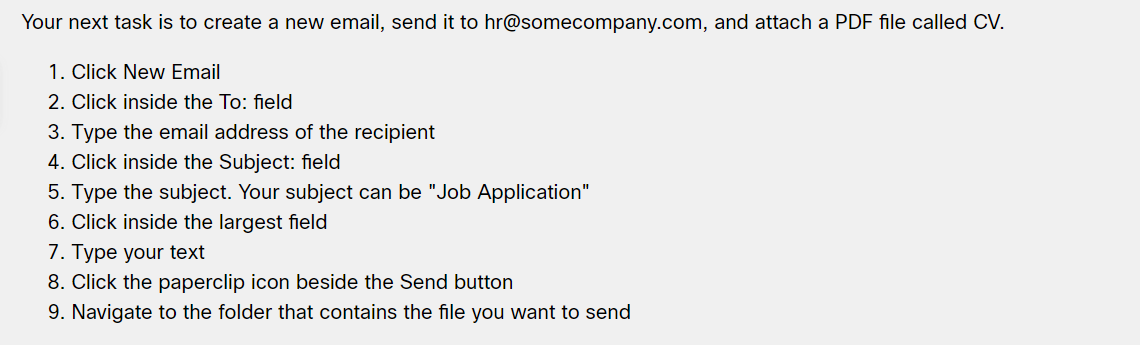 Your next task is to create a new email, send it to hr@somecompany.com, and attach a PDF file called CV.
1. Click New Email
2. Click inside the To: field
3. Type the email address of the recipient
4. Click inside the Subject: field
5. Type the subject. Your subject can be "Job Application"
6. Click inside the largest field
7. Type your text
8. Click the paperclip icon beside the Send button
9. Navigate to the folder that contains the file you want to send